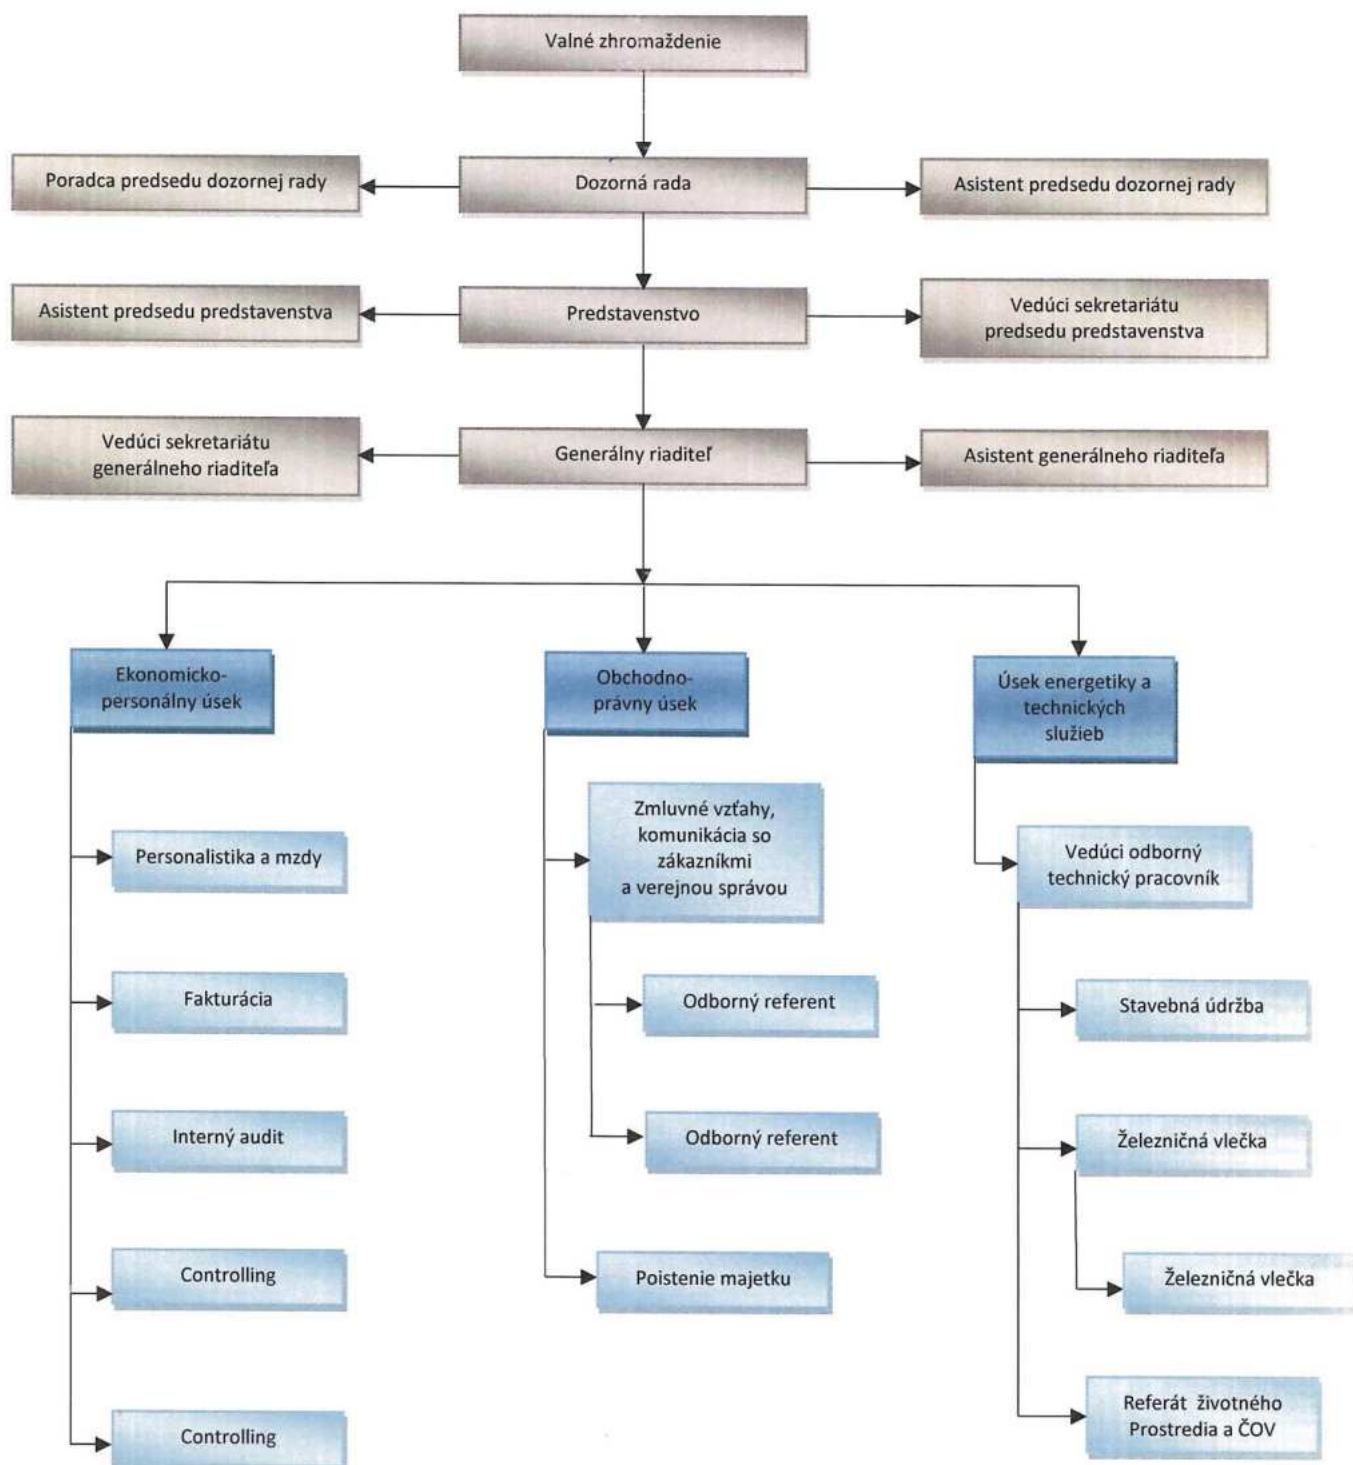 Valné zhromaždenie
Poradca predsedu dozornej rady
Dozorná rada
Asistent predsedu dozornej rady
Asistent predsedu predstavenstva
Predstavenstvo
Vedúci sekretariátu
predsedu predstavenstva
Vedúci sekretariátu
generálneho riaditeľa
Generálny riaditeľ
Asistent generálneho riaditeľa
Ekonomicko-
personálny úsek
Obchodno-
právny úsek
Úsek energetiky a
technických
služieb
Personalistika a mzdy
Zmluvné vzťahy,
komunikácia so
zákazníkmi
a verejnou správou
Vedúci odborný
technický pracovník
Fakturácia
Odborný referent
Stavebná údržba
Interný audit
Odborný referent
Železničná vlečka
Controlling
Poistenie majetku
Železničná vlečka
Controlling
Referát životného
Prostredia a ČOV